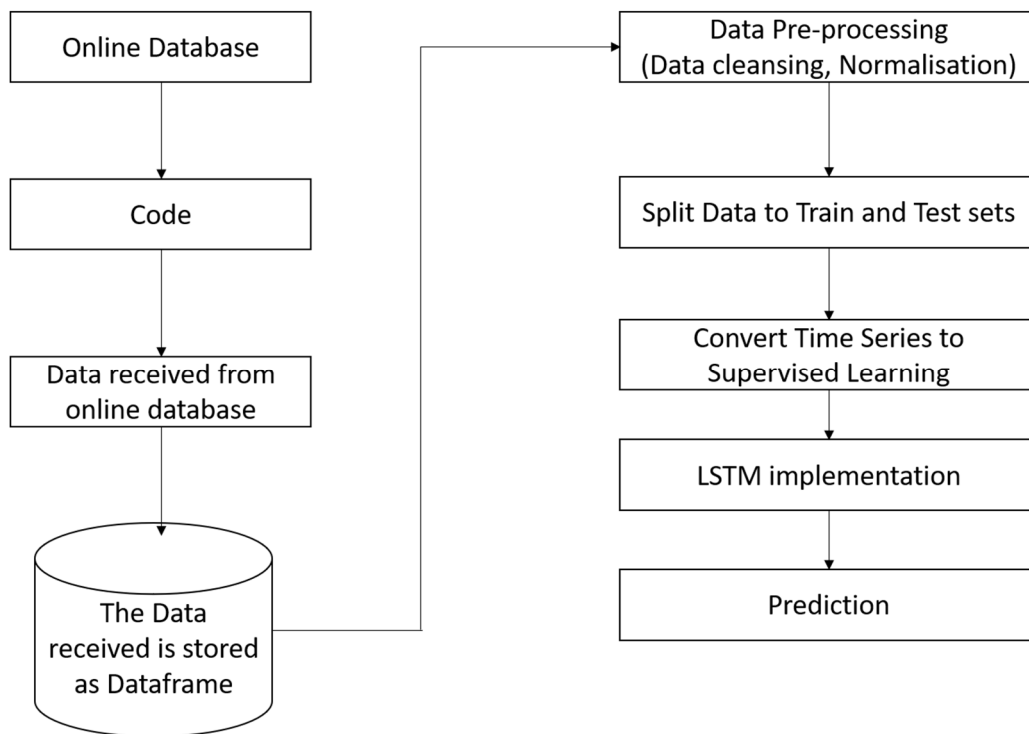 Online Database
Code
Data received from
online database
The Data
received is stored
as Dataframe
Data Pre-processing
(Data cleansing, Normalisation)
Split Data to Train and Test sets
Convert Time Series to
Supervised Learning
LSTM implementation
Prediction